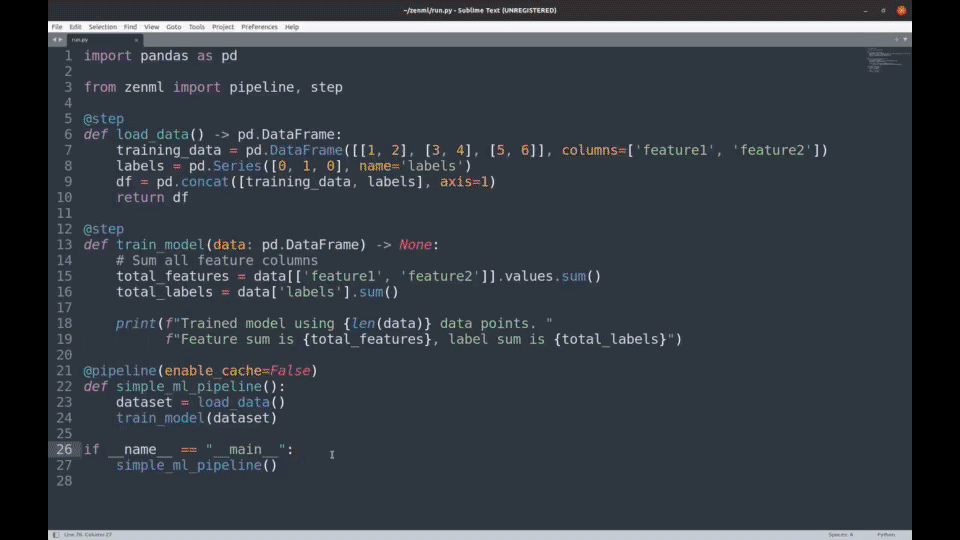 ~/zenml/run.py - Sublime Text (UNREGISTERED)
File Edit Selection Find View Goto Tools Project Preferences Help
run.py
1 import pandas as pd
2
3 from zenml import pipeline, step
4
5 @step
6 def load_data() -> pd.DataFrame:
7     training_data = pd.DataFrame([[1, 2], [3, 4], [5, 6]], columns=['feature1', 'feature2'])
8     labels = pd.Series([0, 1, 0], name='labels')
9     df = pd.concat([training_data, labels], axis=1)
10     return df
11
12 @step
13 def train_model(data: pd.DataFrame) -> None:
14     # Sum all feature columns
15     total_features = data[['feature1', 'feature2']].values.sum()
16     total_labels = data['labels'].sum()
17
18     print(f"Trained model using {len(data)} data points. "
19           f"Feature sum is {total_features}, label sum is {total_labels}")
20
21 @pipeline(enable_cache=False)
22 def simple_ml_pipeline():
23     dataset = load_data()
24     train_model(dataset)
25
26 if __name__ == "__main__":
27     simple_ml_pipeline()
28
Line 26, Column 27 Spaces: 4 Python